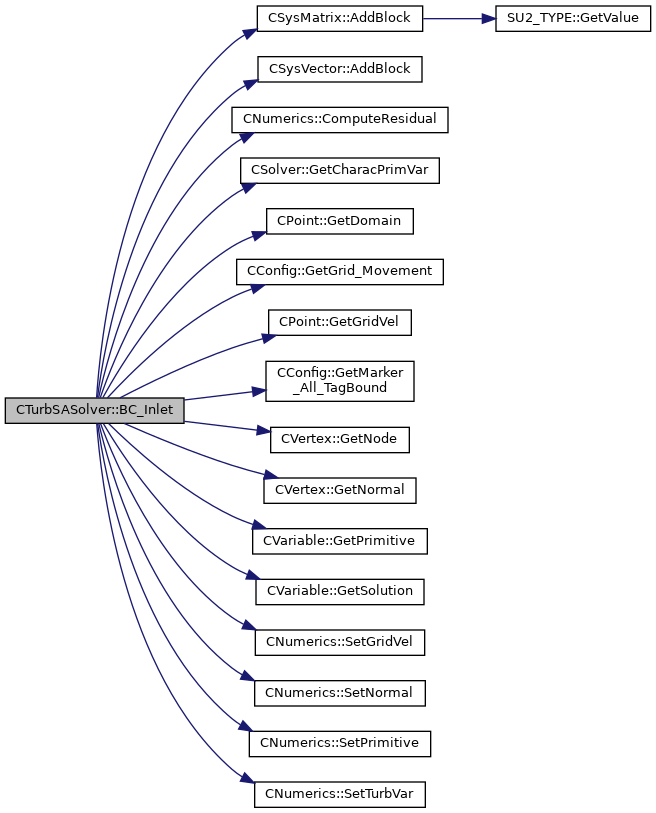 CSysMatrix::AddBlock
SU2_TYPE::GetValue
CSysVector::AddBlock
CNumerics::ComputeResidual
CSolver::GetCharacPrimVar
CPoint::GetDomain
CConfig::GetGrid_Movement
CPoint::GetGridVel
CConfig::GetMarker
_All_TagBound
CTurbSASolver::BC_Inlet
CVertex::GetNode
CVertex::GetNormal
CVariable::GetPrimitive
CVariable::GetSolution
CNumerics::SetGridVel
CNumerics::SetNormal
CNumerics::SetPrimitive
CNumerics::SetTurbVar